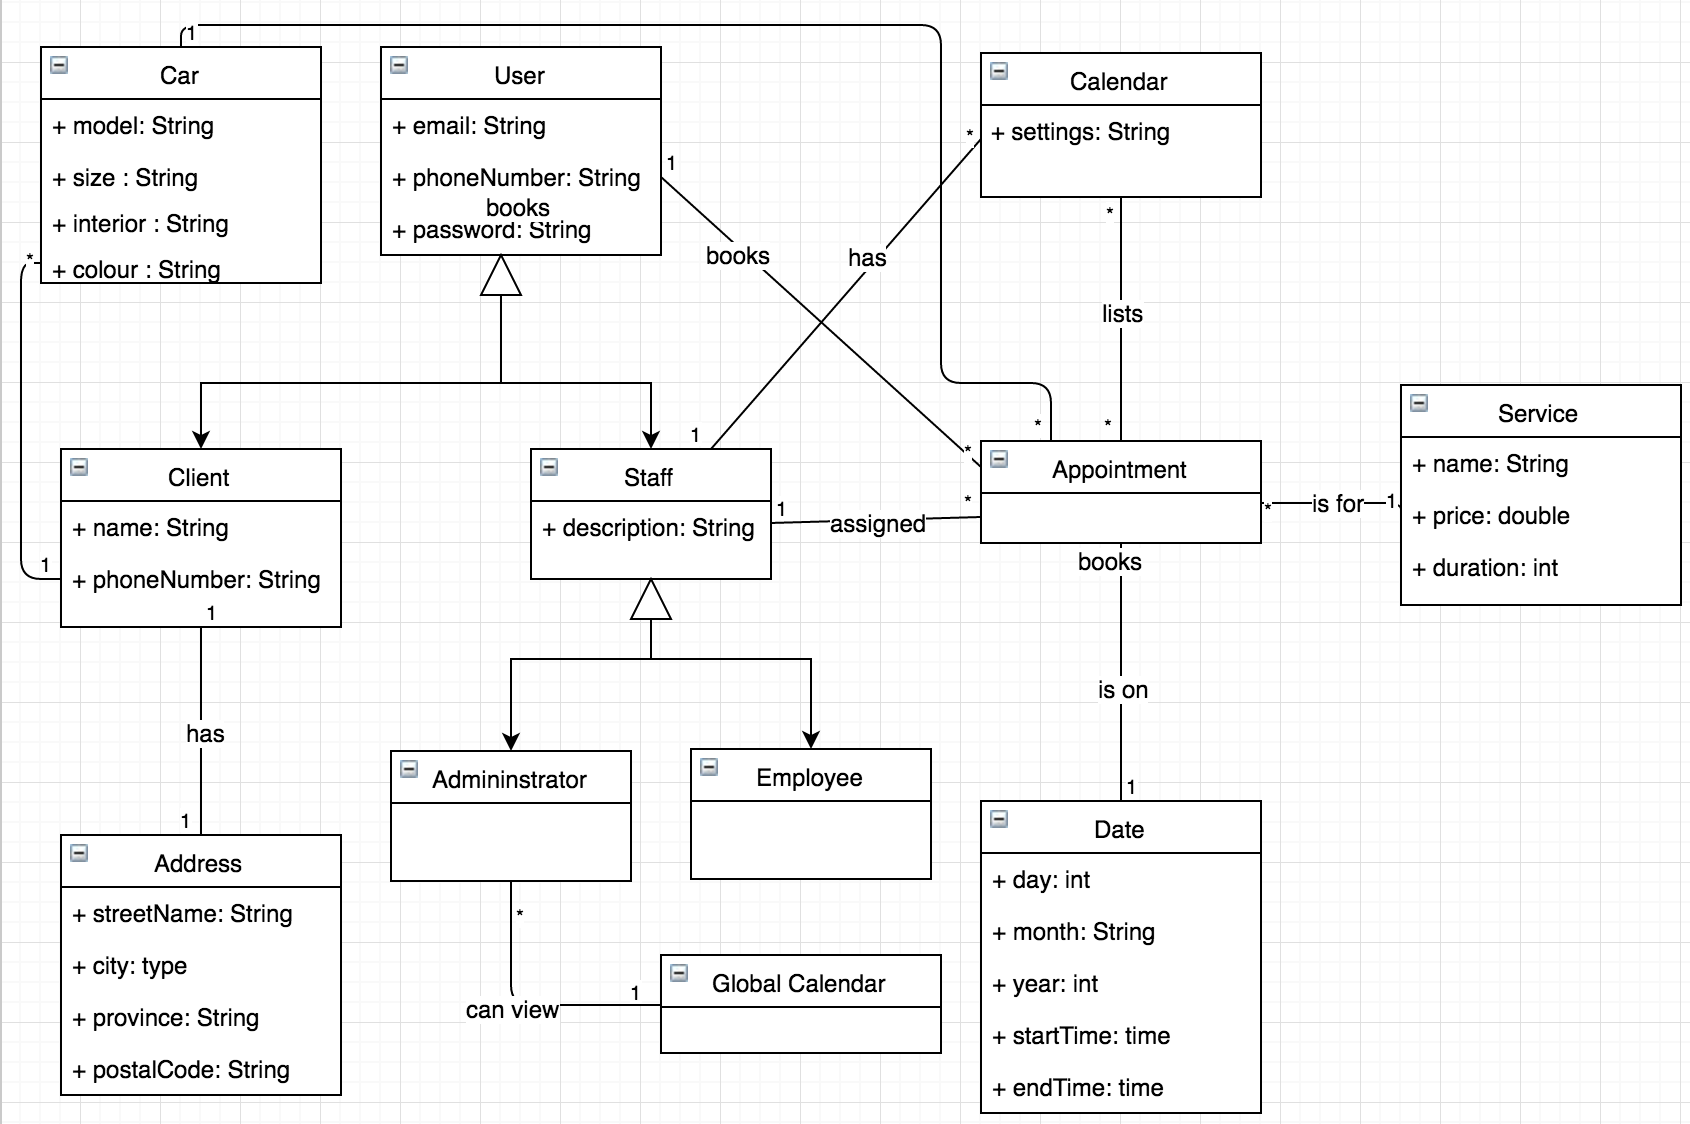 1
Car
+ model: String
+ size : String
+ interior : String
+ colour : String
*
1
User
+ email: String
+ phoneNumber: String
books
+ password: String
1
books
*
Calendar
+ settings: String
*
has
1
*
lists
*
*
Client
+ name: String
+ phoneNumber: String
1
has
1
Staff
+ description: String
1
assigned
*
Appointment
books
* is for 1
Service
+ name: String
+ price: double
+ duration: int
is on
1
Address
+ streetName: String
+ city: type
+ province: String
+ postalCode: String
Admininstrator
*
can view
1
Employee
Global Calendar
Date
+ day: int
+ month: String
+ year: int
+ startTime: time
+ endTime: time